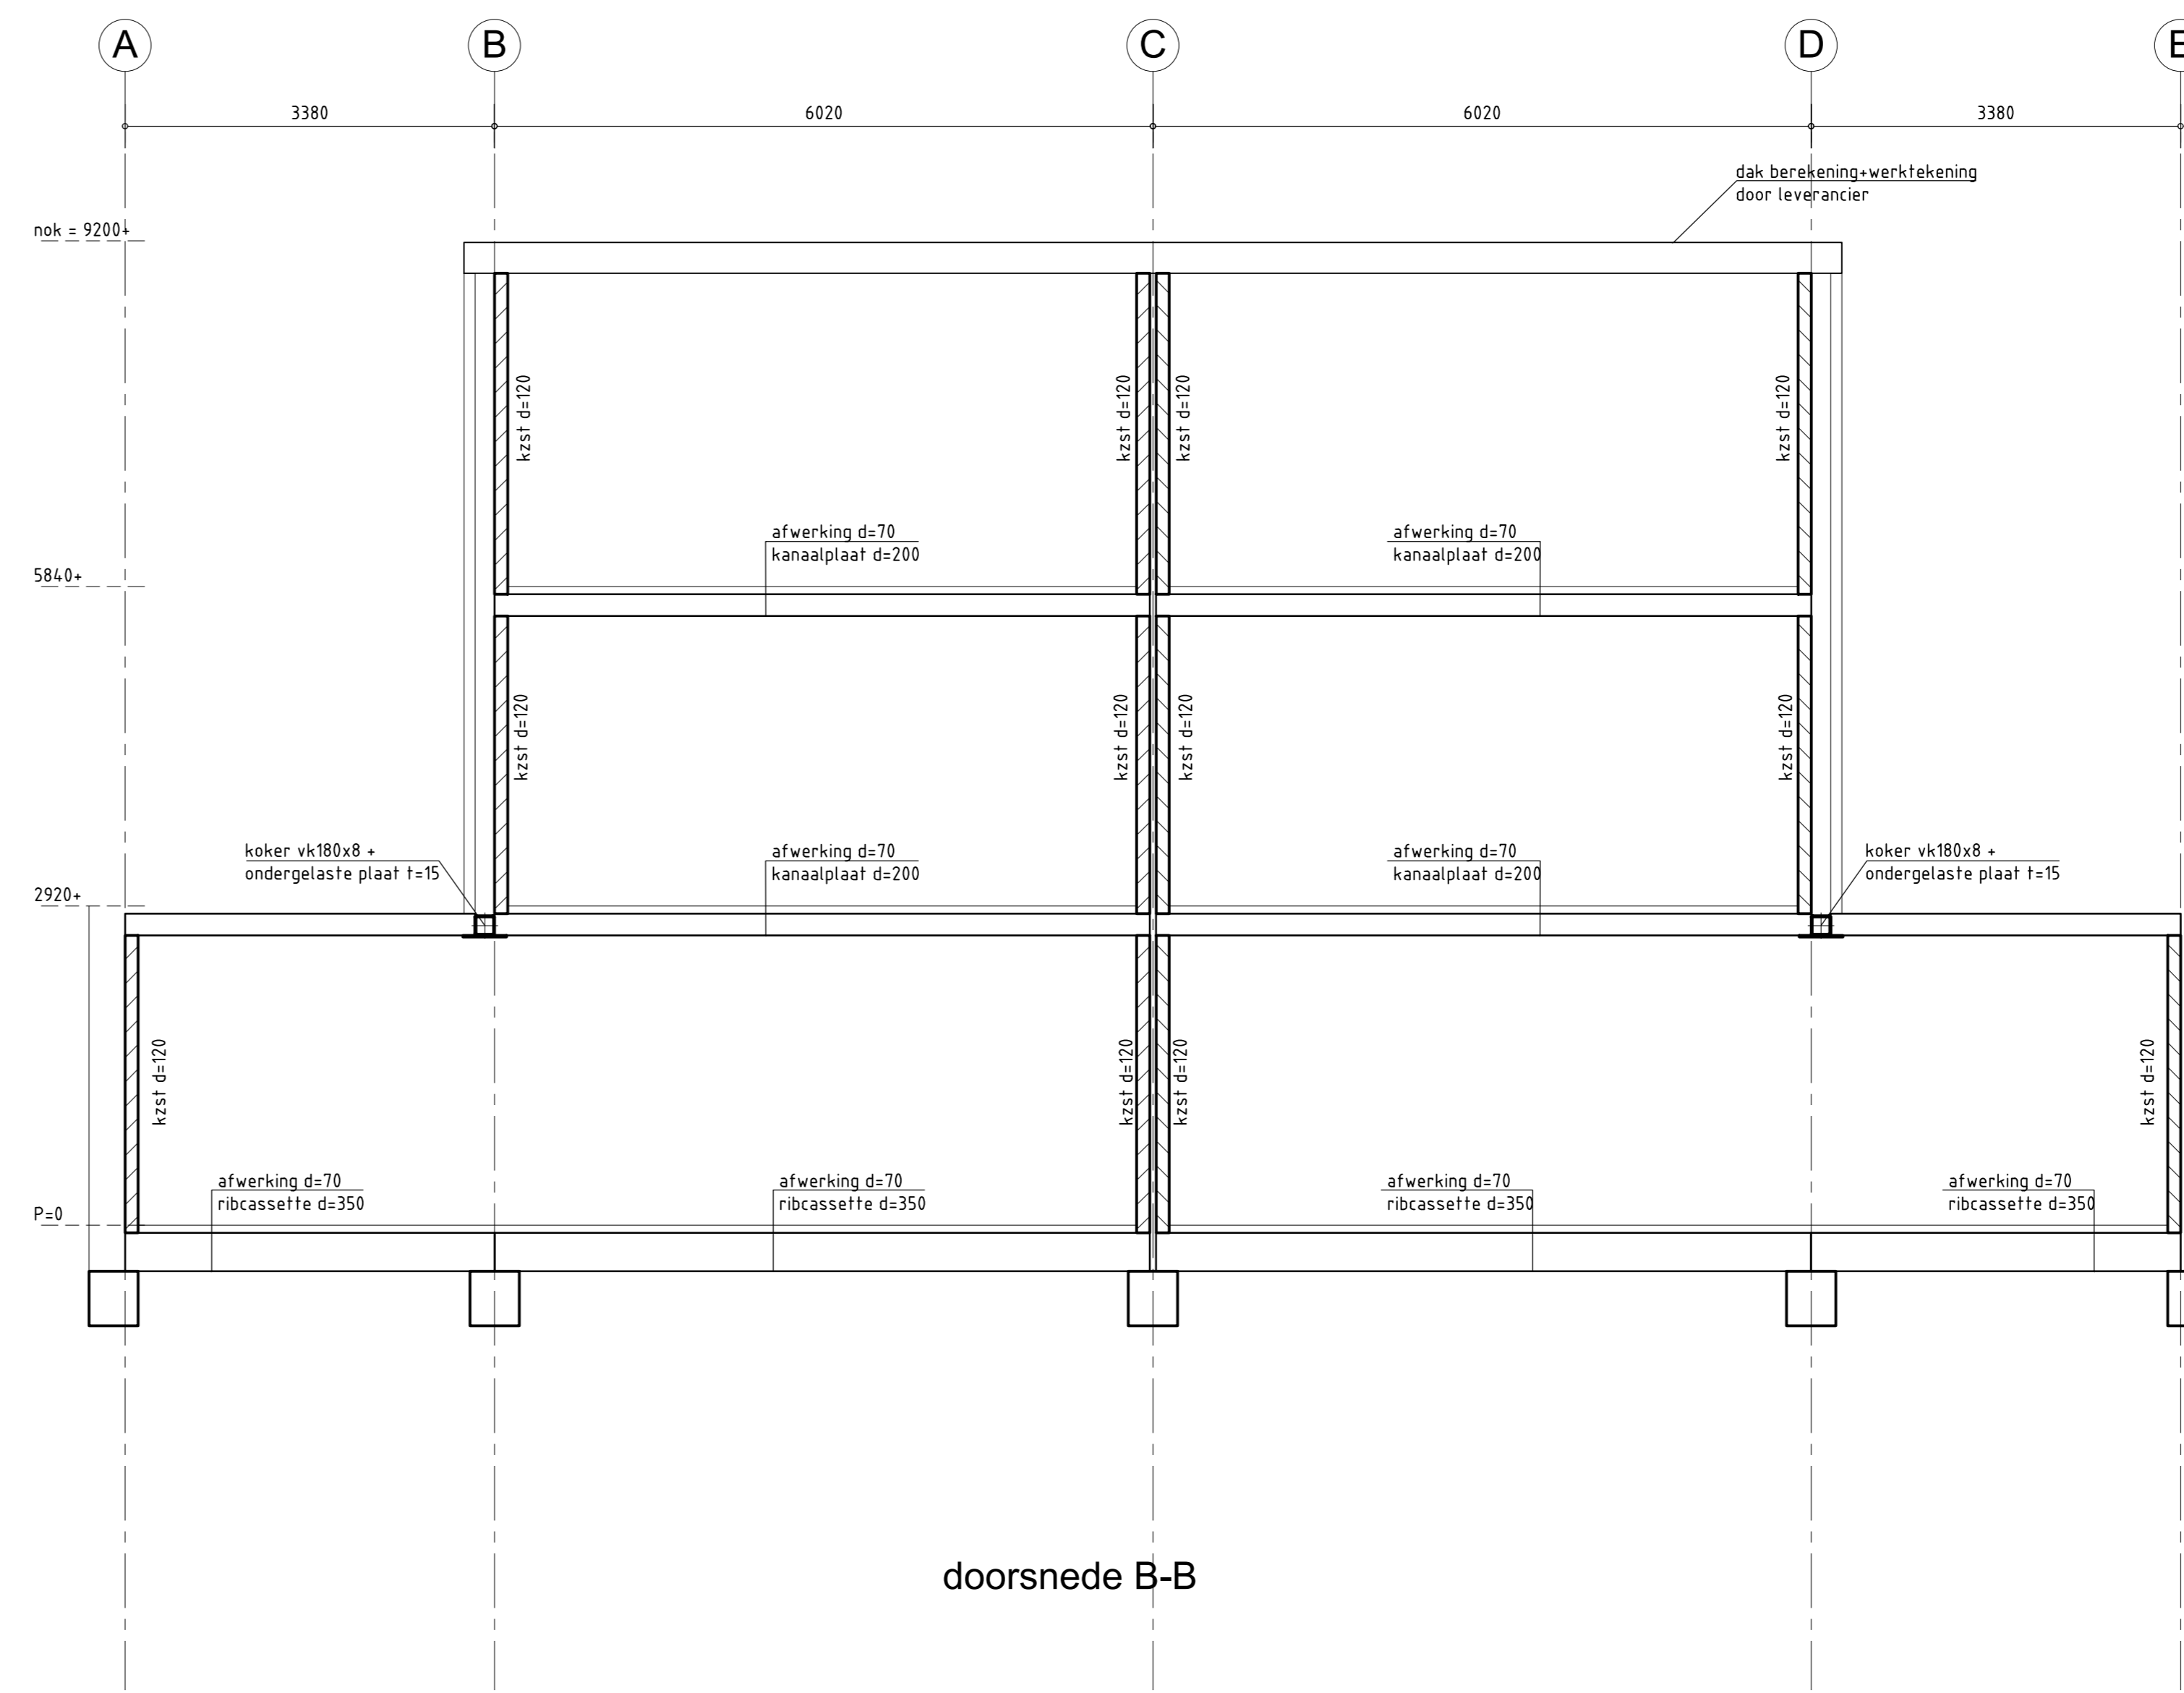 A
B
C
D
E
3380
6020
6020
3380
dak berekening+werktekening
door leverancier
nok = 9200+
kzst d=120
kzst d=120
kzst d=120
kzst d=120
afwerking d=70
kanaalplaat d=200
afwerking d=70
kanaalplaat d=200
5840+
kzst d=120
kzst d=120
kzst d=120
kzst d=120
koker vk180x8 +
ondergelaste plaat t=15
afwerking d=70
kanaalplaat d=200
afwerking d=70
kanaalplaat d=200
koker vk180x8 +
ondergelaste plaat t=15
2920+
kzst d=120
kzst d=120
kzst d=120
kzst d=120
afwerking d=70
ribcassette d=350
afwerking d=70
ribcassette d=350
afwerking d=70
ribcassette d=350
afwerking d=70
ribcassette d=350
P=0
doorsnede B-B